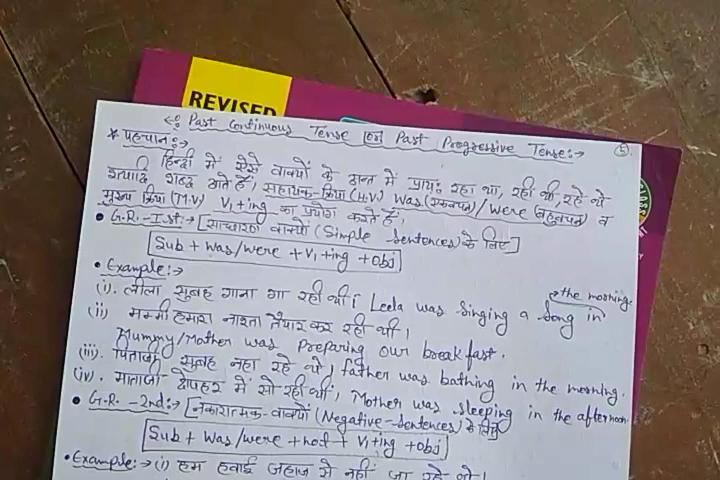 REVISED
Past Continuous Tense [Or] Past Progressive Tense:→ (5)
* पहचान:→
हिन्दी में ऐसे वाक्यों के अन्त में प्रायः रहा था, रही थी, रहे थे
इत्यादि शब्द आते हैं, सहायक-क्रिया (H.V) Was (एकवचन)/Were (बहुवचन) व
मुख्य क्रिया (M.V) V₁+ing का प्रयोग करते हैं,
• G.R.-Ist:→ [साधारण वाक्यों (Simple Sentences) के लिए]
Sub + Was/were + V₁ + ing + obj
• Example:→
(i). लीला सुबह गाना गा रही थी। Leela was singing a song in the morning.
(ii) मम्मी हमारा नाश्ता तैयार कर रही थी।
Mummy/Mother was preparing our breakfast.
(iii). पिताजी सुबह नहा रहे थे, father was bathing in the morning.
(iv). माताजी दोपहर में सो रही थीं, Mother was sleeping in the afternoon.
• G.R.-2nd:→ [नकारात्मक-वाक्यों (Negative-Sentences) के लिए
Sub + Was/were + not + V₁+ing + obj
• Example:→ (i) हम हवाई जहाज से नहीं जा रहे थे।